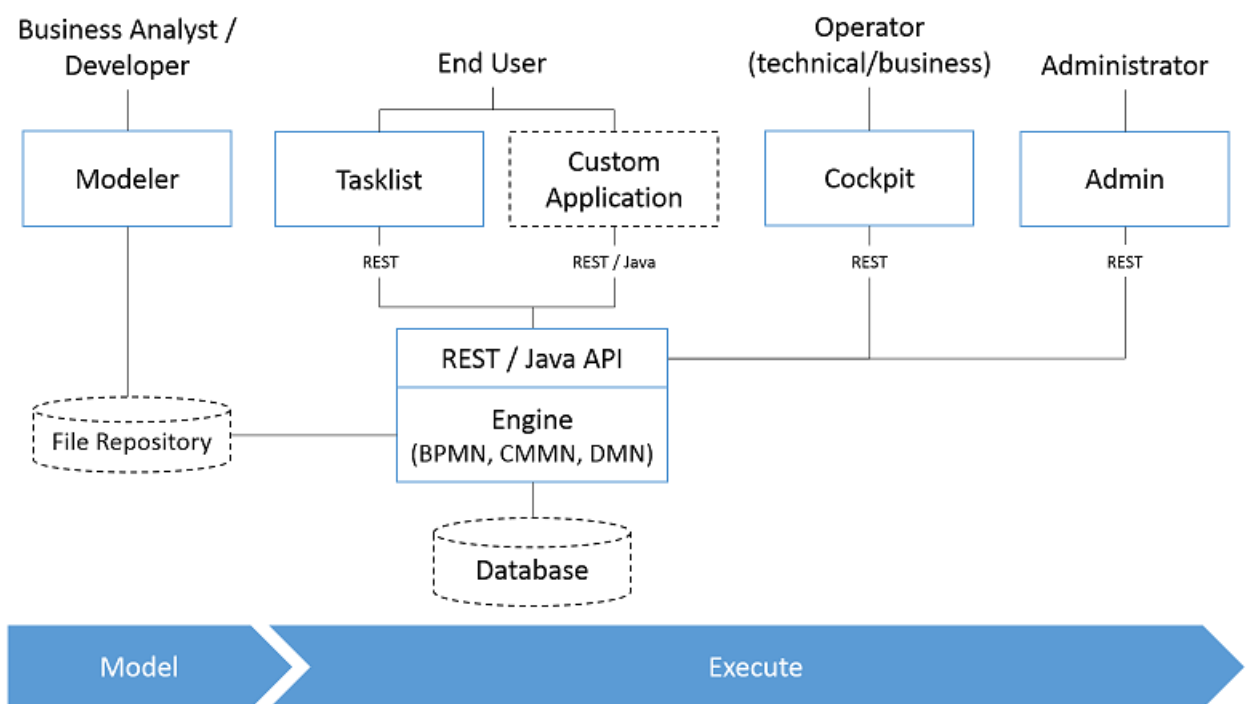 Business Analyst /
Developer
End User
Operator
(technical/business)
Administrator
Modeler
Tasklist
Custom
Application
Cockpit
Admin
REST
REST / Java
REST
REST
REST / Java API
Engine
(BPMN, CMMN, DMN)
File Repository
Database
Model
Execute